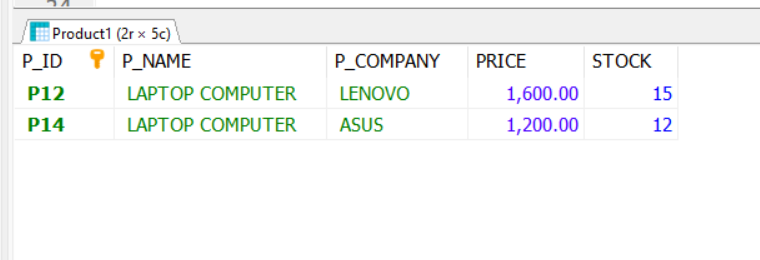 Product1 (2r × 5c)
P_ID P_NAME P_COMPANY PRICE STOCK
P12 LAPTOP COMPUTER LENOVO 1,600.00 15
P14 LAPTOP COMPUTER ASUS 1,200.00 12